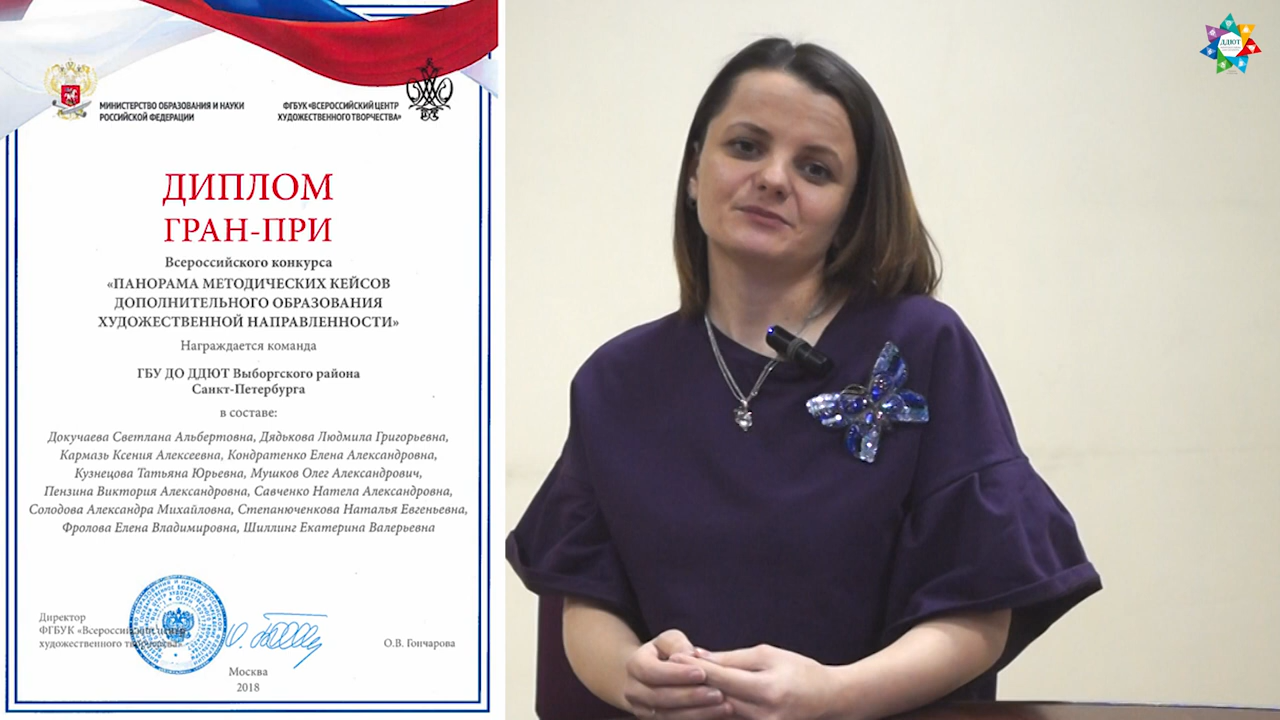 МИНИСТЕРСТВО ОБРАЗОВАНИЯ И НАУКИ
РОССИЙСКОЙ ФЕДЕРАЦИИ
ФГБУК «ВСЕРОССИЙСКИЙ ЦЕНТР
ХУДОЖЕСТВЕННОГО ТВОРЧЕСТВА»
ДИПЛОМ
ГРАН-ПРИ
Всероссийского конкурса
«ПАНОРАМА МЕТОДИЧЕСКИХ КЕЙСОВ
ДОПОЛНИТЕЛЬНОГО ОБРАЗОВАНИЯ
ХУДОЖЕСТВЕННОЙ НАПРАВЛЕННОСТИ»
Награждается команда
ГБУ ДО ДДЮТ Выборгского района
Санкт-Петербурга
в составе:
Докучаева Светлана Альбертовна, Дядькова Людмила Григорьевна,
Кармазь Ксения Алексеевна, Кондратенко Елена Александровна,
Кузнецова Татьяна Юрьевна, Мушков Олег Александрович,
Пензина Виктория Александровна, Савченко Натела Александровна,
Солодова Александра Михайловна, Степанюченкова Наталья Евгеньевна,
Фролова Елена Владимировна, Шиллинг Екатерина Валерьевна
Директор
ФГБУК «Всероссийский центр
художественного творчества»
О.В. Гончарова
Москва
2018
ДДЮТ